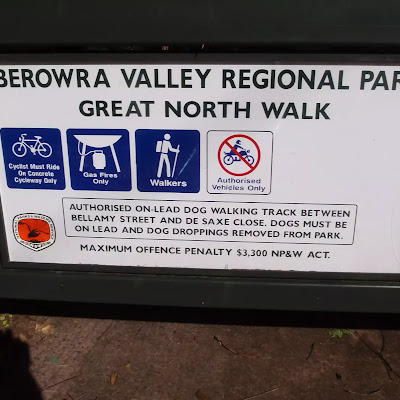 BEROWRA VALLEY REGIONAL PAR
GREAT NORTH WALK
Cyclist Must Ride
On Concrete
Cycleway Only
Gas Fires
Only
Walkers
Authorised
Vehicles Only
AUTHORISED ON-LEAD DOG WALKING TRACK BETWEEN
BELLAMY STREET AND DE SAXE CLOSE. DOGS MUST BE
ON LEAD AND DOG DROPPINGS REMOVED FROM PARK.
MAXIMUM OFFENCE PENALTY $3,300 NP&W ACT.